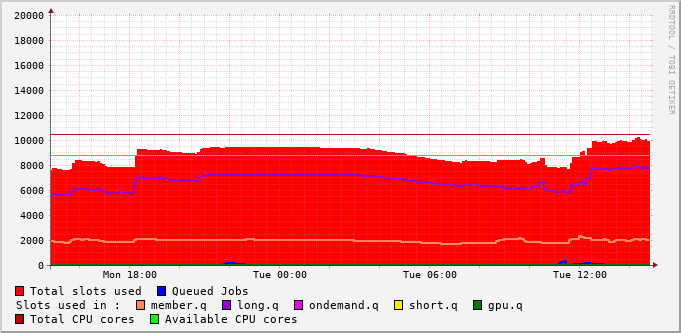 20000
18000
16000
14000
12000
10000
8000
6000
4000
2000
0
Mon 18:00 Tue 00:00 Tue 06:00 Tue 12:00
Total slots used Queued Jobs
Slots used in : member.q long.q ondemand.q short.q gpu.q
Total CPU cores Available CPU cores
RRDTOOL / TOBI OETIKER